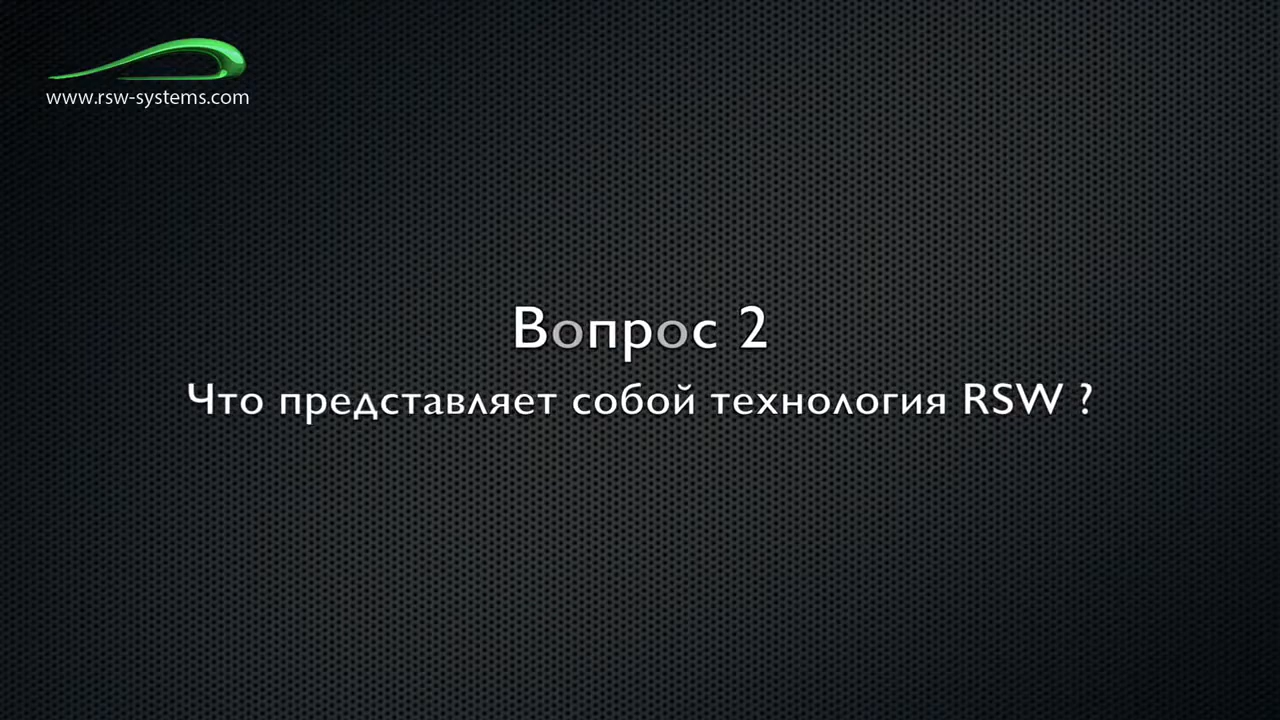 www.rsw-systems.com
Вопрос 2
Что представляет собой технология RSW ?